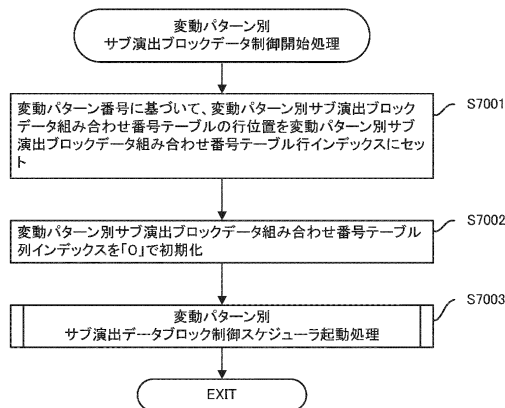 変動パターン別
サブ演出ブロックデータ制御開始処理
S7001
変動パターン番号に基づいて、変動パターン別サブ演出ブロック
データ組み合わせ番号テーブルの行位置を変動パターン別サブ
演出ブロックデータ組み合わせ番号テーブル行インデックスにセッ
ト
S7002
変動パターン別サブ演出ブロックデータ組み合わせ番号テーブル
列インデックスを「0」で初期化
S7003
変動パターン別
サブ演出データブロック制御スケジューラ起動処理
EXIT